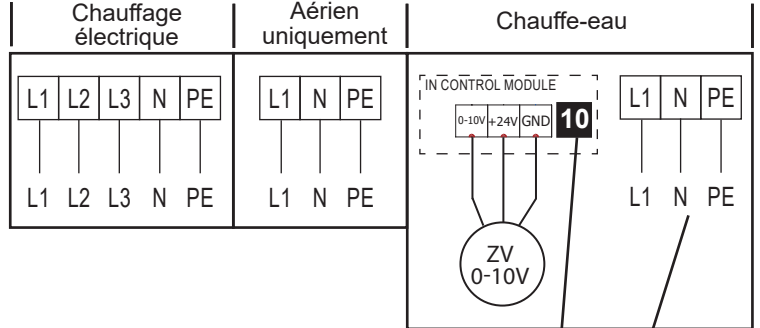 Chauffage
électrique
Aérien
uniquement
Chauffe-eau
L1 L2 L3 N PE
L1 L2 L3 N PE
L1 N PE
L1 N PE
IN CONTROL MODULE
0-10V +24V GND 10
ZV
0-10V
L1 N PE
L1 N PE